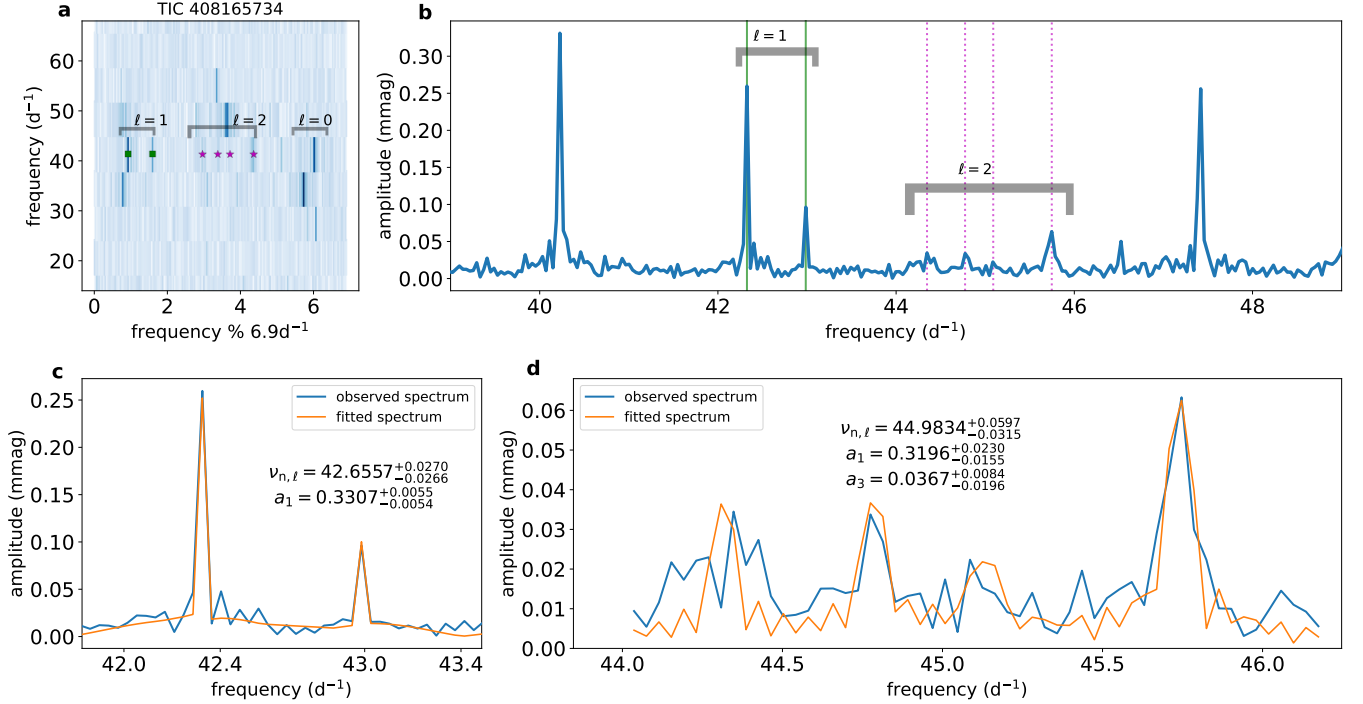 a
TIC 408165734
frequency (d⁻¹)
60
50
40
30
20
ℓ = 1
ℓ = 2
ℓ = 0
0
2
4
6
frequency % 6.9d⁻¹
b
amplitude (mmag)
0.30
0.25
0.20
0.15
0.10
0.05
0.00
ℓ = 1
ℓ = 2
40
42
44
46
48
frequency (d⁻¹)
c
amplitude (mmag)
0.25
0.20
0.15
0.10
0.05
0.00
observed spectrum
fitted spectrum
νn,ℓ = 42.6557+0.0270−0.0266
a₁ = 0.3307+0.0055−0.0054
42.0
42.4
43.0
43.4
frequency (d⁻¹)
d
amplitude (mmag)
0.06
0.05
0.04
0.03
0.02
0.01
0.00
observed spectrum
fitted spectrum
νn,ℓ = 44.9834+0.0597−0.0315
a₁ = 0.3196+0.0230−0.0155
a₃ = 0.0367+0.0084−0.0196
44.0
44.5
45.0
45.5
46.0
frequency (d⁻¹)